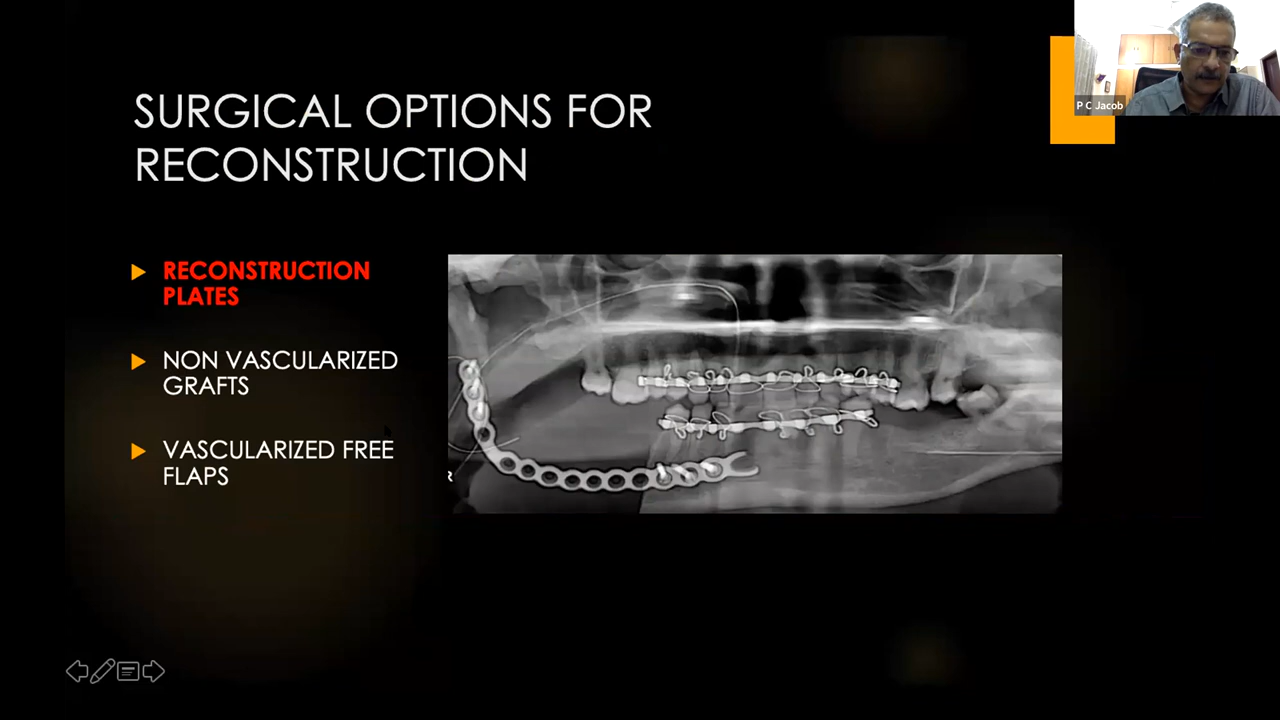 P C Jacob
SURGICAL OPTIONS FOR
RECONSTRUCTION
RECONSTRUCTION
PLATES
NON VASCULARIZED
GRAFTS
VASCULARIZED FREE
FLAPS
R